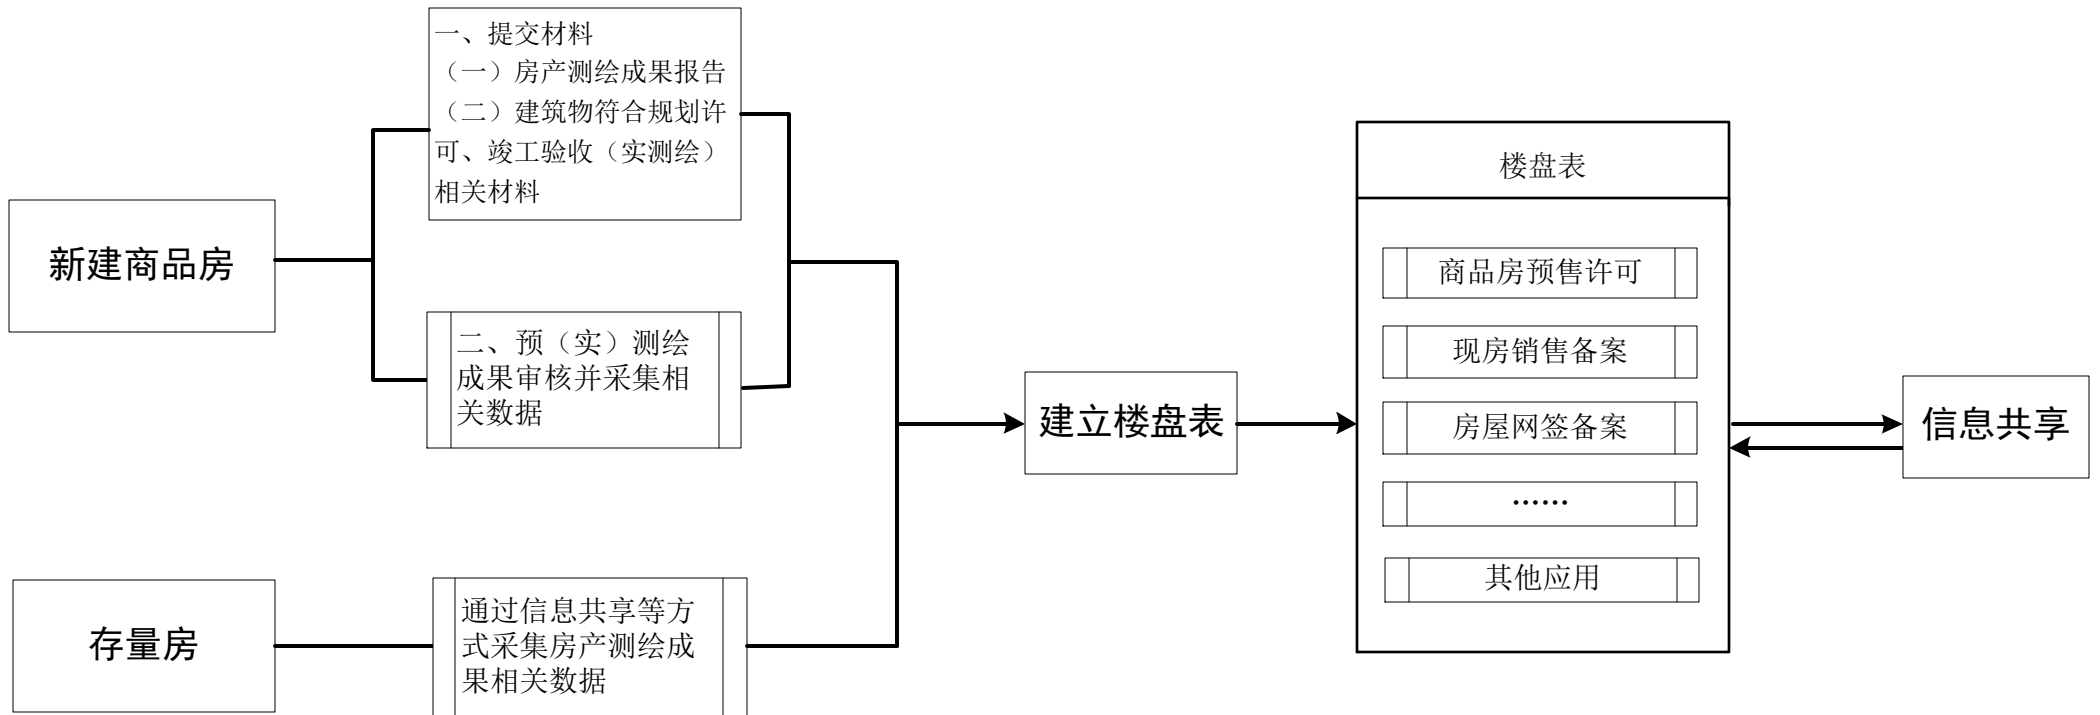 一、提交材料
（一）房产测绘成果报告
（二）建筑物符合规划许
可、竣工验收（实测绘）
相关材料
新建商品房
二、预（实）测绘
成果审核并采集相
关数据
存量房
通过信息共享等方
式采集房产测绘成
果相关数据
建立楼盘表
楼盘表
商品房预售许可
现房销售备案
房屋网签备案
······
其他应用
信息共享